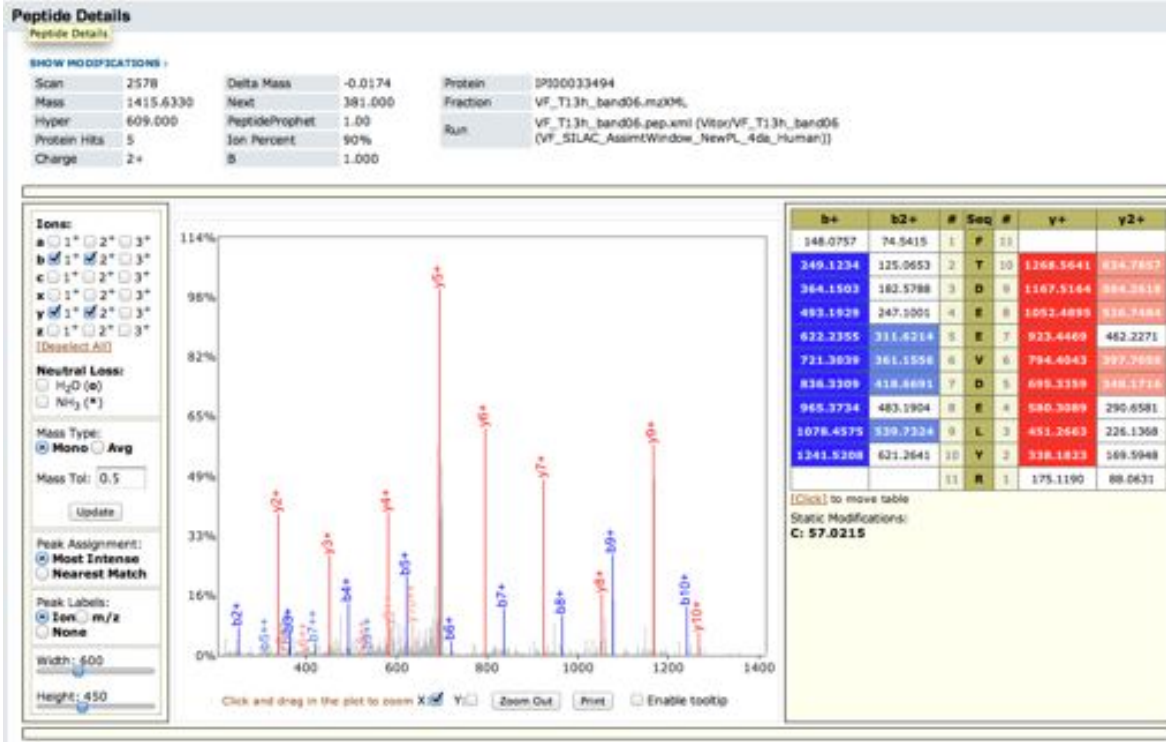 Peptide Details
Peptide Details
SHOW MODIFICATIONS ›
Scan 2578 Delta Mass -0.0174 Protein IPI00033494
Mass 1415.6330 Next 381.000 Fraction VF_T13h_band06.mzXML
Hyper 609.000 PeptideProphet 1.00 Run VF_T13h_band06.pep.xml (Vitor/VF_T13h_band06
Protein Hits 5 Ion Percent 90% (VF_SILAC_AssimtWindow_NewPL_4da_Human))
Charge 2+ B 1.000
Ions:
a 1+ 2+ 3+
b 1+ 2+ 3+
c 1+ 2+ 3+
x 1+ 2+ 3+
y 1+ 2+ 3+
z 1+ 2+ 3+
[Deselect All]
Neutral Loss:
H2O (o)
NH3 (*)
Mass Type:
Mono Avg
Mass Tol: 0.5
Update
Peak Assignment:
Most Intense
Nearest Match
Peak Labels:
Ion m/z
None
Width: 600
Height: 450
114%
98%
82%
65%
49%
33%
16%
0%
400 600 800 1000 1200 1400
b2+ b5++ b3+ y2+ b7++ y3+ b4+ b9++ y4+ b5+ y5+ b6+ y6+ b7+ y7+ b8+ y8+ b9+ y9+ b10+ y10+
Click and drag in the plot to zoom X: Y: Zoom Out Print Enable tooltip
b+ b2+ # Seq # y+ y2+
148.0757 74.5415 1 F 11
249.1234 125.0653 2 T 10 1268.5641 634.7857
364.1503 182.5788 3 D 9 1167.5164
493.1929 247.1001 4 E 8 1052.4895
622.2355 311.6214 5 E 7 923.4469 462.2271
721.3039 361.1556 6 V 6 794.4043
836.3309 418.6691 7 D 5 695.3359 348.1716
965.3734 483.1904 8 E 4 580.3089 290.6581
1078.4575 539.7324 9 L 3 451.2663 226.1368
1241.5208 621.2641 10 Y 2 338.1823 169.5948
11 R 1 175.1190 88.0631
[Click] to move table
Static Modifications:
C: 57.0215